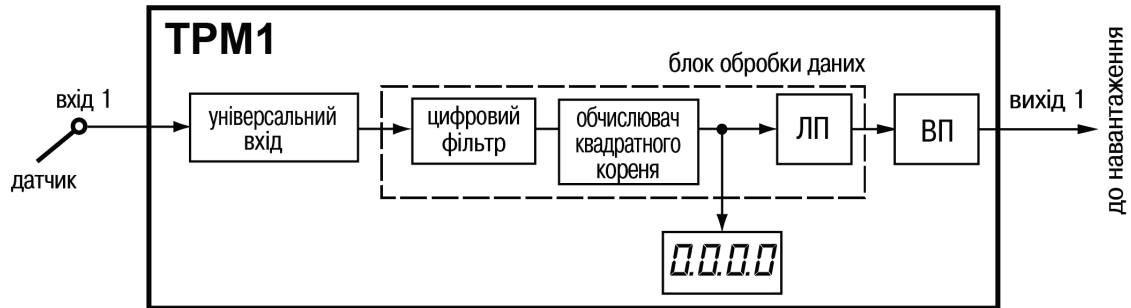 ТРМ1
блок обробки даних
вхід 1
універсальний
вхід
цифровий
фільтр
обчислювач
квадратного
кореня
ЛП
ВП
вихід 1
до навантаження
датчик
0.0.0.0